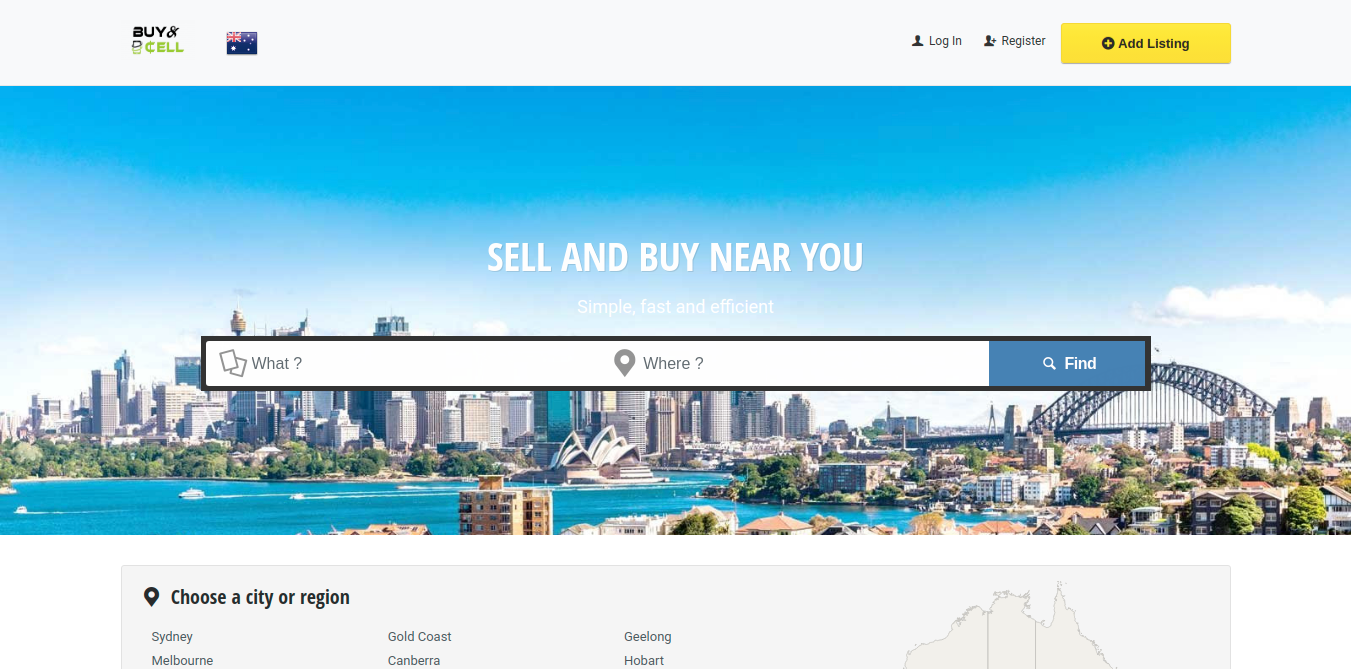 BUY&
CELL
Log In
Register
Add Listing
SELL AND BUY NEAR YOU
Simple, fast and efficient
What ?
Where ?
Find
Choose a city or region
Sydney
Gold Coast
Geelong
Melbourne
Canberra
Hobart